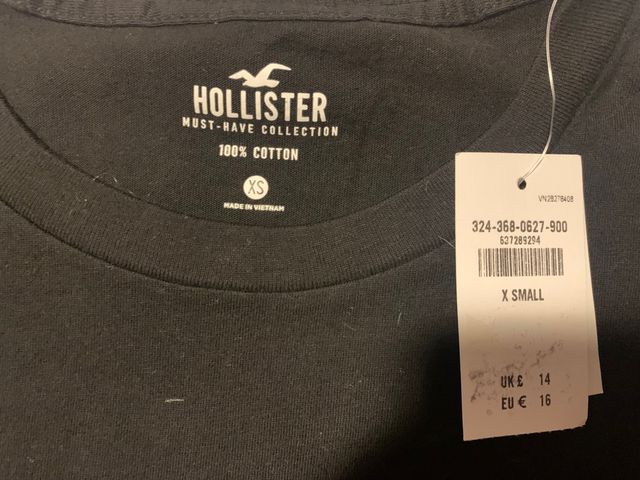 HOLLISTER
MUST-HAVE COLLECTION
100% COTTON
XS
MADE IN VIETNAM
VN2B276408
324-368-0627-900
637289294
X SMALL
UK £ 14
EU € 16